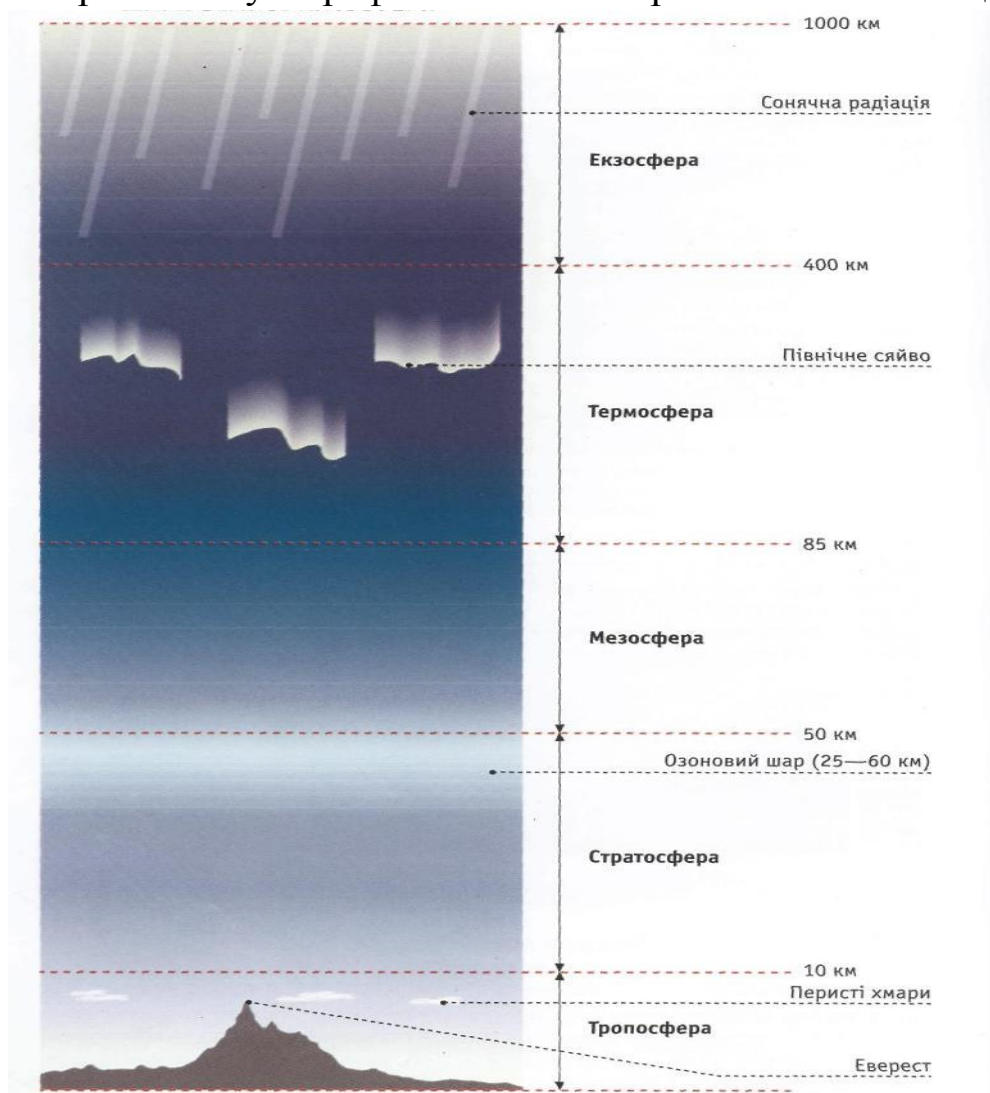 1000 км
Сонячна радіація
Екзосфера
400 км
Північне сяйво
Термосфера
85 км
Мезосфера
50 км
Озоновий шар (25—60 км)
Стратосфера
10 км
Перисті хмари
Тропосфера
Еверест